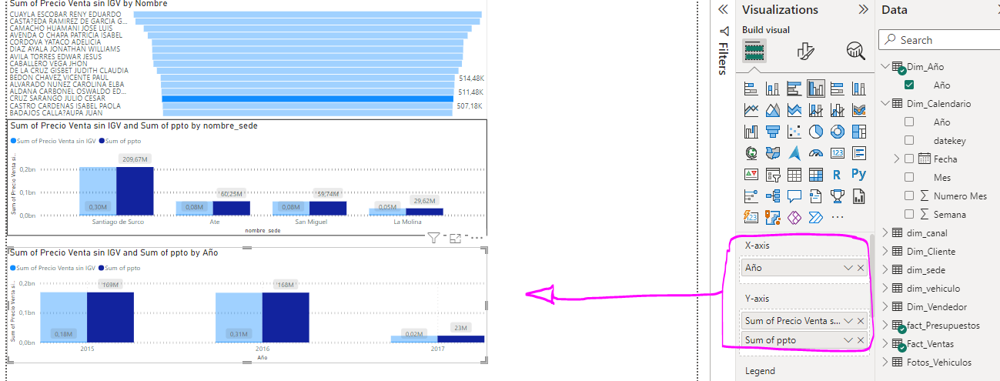 Sum of Precio Venta sin IGV by Nombre
CUAYLA ESCOBAR RENY EDUARDO
CASTA?EDA RAMIREZ DE GARCIA G...
CAMACHO HUAMANI JOSE LUIS
AVENDA O CHAPA PATRICIA ISABEL
CORDOVA YATACO ADELICIA
DIAZ AYALA JONATHAN WILLIAMS
AVILA TORRES EDWAR JESUS
CABALLERO VEGA JHON
DE LA CRUZ GISBET JUDITH CLAUDIA
BEDON CHAVEZ VICENTE PAUL 514,48K
ALVARADO NUÑEZ CAROLINA ELBA
ALDANA CARBONEL OSWALDO ED... 511,48K
CRUZ SARANGO JULIO CESAR
CASTRO CARDENAS ISABEL PAOLA 507,18K
BADAJOS CALLA?AUPA JUAN
Sum of Precio Venta sin IGV and Sum of ppto by nombre_sede
Sum of Precio Venta sin IGV Sum of ppto
Sum of Precio Venta si...
0,2bn
0,1bn
0,0bn
209,67M
0,30M
60,25M
0,08M
59,74M
0,08M
29,62M
0,05M
Santiago de Surco Ate San Miguel La Molina
nombre_sede
Sum of Precio Venta sin IGV and Sum of ppto by Año
Sum of Precio Venta sin IGV Sum of ppto
Sum of Precio Venta si...
0,2bn
0,1bn
0,0bn
169M
0,18M
168M
0,31M
23M
0,02M
2015 2016 2017
Año
Filters
Visualizations
Build visual
123
R Py
X-axis
Año
Y-axis
Sum of Precio Venta s...
Sum of ppto
Legend
Data
Search
Dim_Año
Año
Dim_Calendario
Año
datekey
Fecha
Mes
Numero Mes
Semana
dim_canal
Dim_Cliente
dim_sede
dim_vehiculo
Dim_Vendedor
fact_Presupuestos
Fact_Ventas
Fotos_Vehiculos